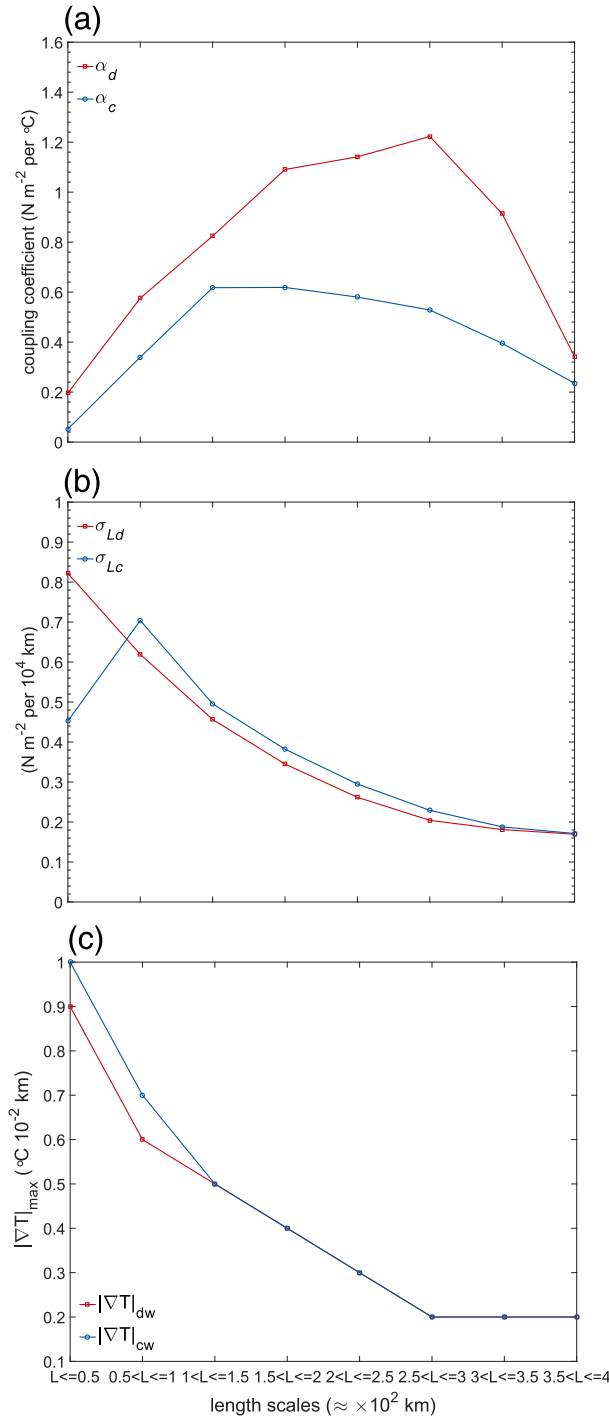 (a)
1.6
1.4
1.2
1
0.8
0.6
0.4
0.2
0
coupling coefficient (N m⁻² per °C)
α_d
α_c
(b)
1
0.9
0.8
0.7
0.6
0.5
0.4
0.3
0.2
0.1
0
(N m⁻² per 10⁴ km)
σ_Ld
σ_Lc
(c)
1
0.9
0.8
0.7
0.6
0.5
0.4
0.3
0.2
0.1
|∇T|_max (°C 10⁻² km)
|∇T|_dw
|∇T|_cw
L<=0.5 0.5<L<=1 1<L<=1.5 1.5<L<=2 2<L<=2.5 2.5<L<=3 3<L<=3.5 3.5<L<=4
length scales (≈ ×10² km)